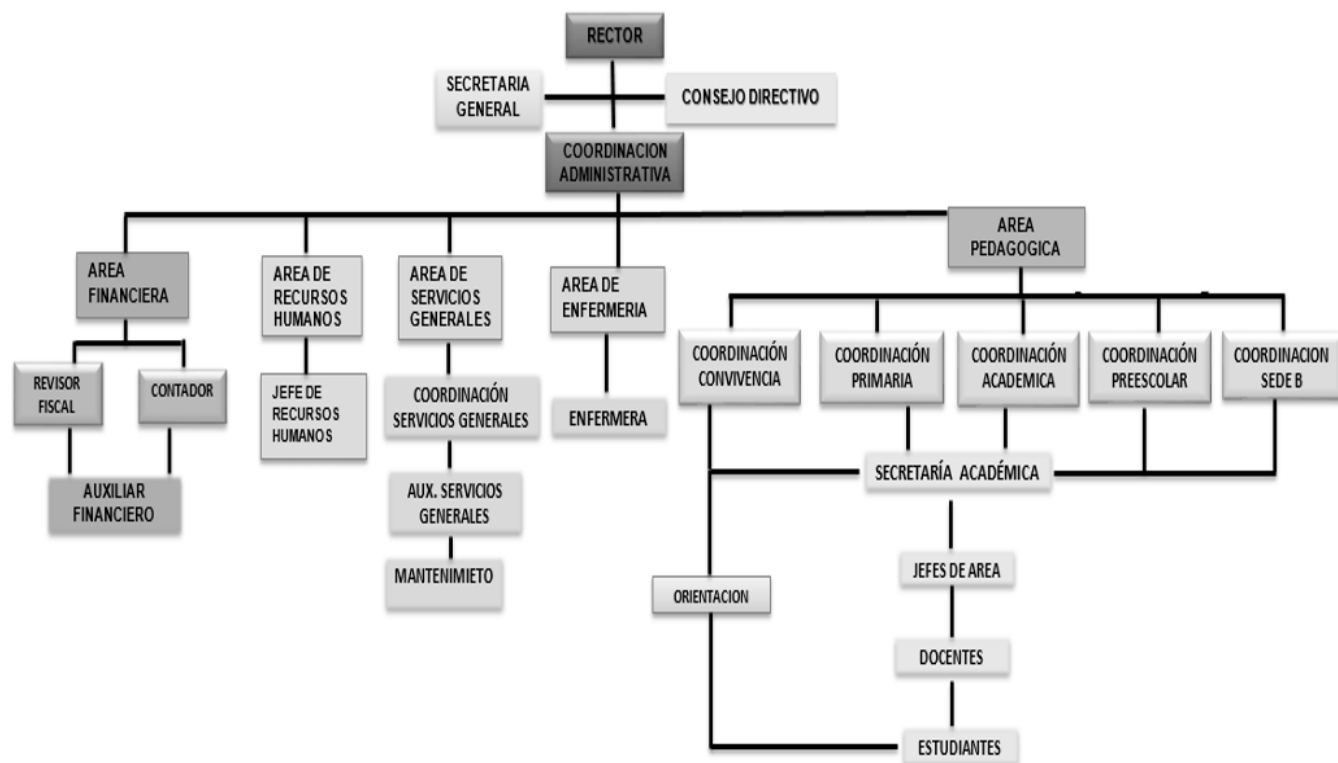 RECTOR
SECRETARIA
GENERAL
CONSEJO DIRECTIVO
COORDINACION
ADMINISTRATIVA
AREA
PEDAGOGICA
AREA
FINANCIERA
AREA DE
RECURSOS
HUMANOS
AREA DE
SERVICIOS
GENERALES
AREA DE
ENFERMERIA
COORDINACIÓN
CONVIVENCIA
COORDINACIÓN
PRIMARIA
COORDINACIÓN
ACADEMICA
COORDINACIÓN
PREESCOLAR
COORDINACION
SEDE B
REVISOR
FISCAL
CONTADOR
JEFE DE
RECURSOS
HUMANOS
COORDINACIÓN
SERVICIOS GENERALES
ENFERMERA
SECRETARÍA ACADÉMICA
AUXILIAR
FINANCIERO
AUX. SERVICIOS
GENERALES
MANTENIMIETO
ORIENTACION
JEFES DE AREA
DOCENTES
ESTUDIANTES